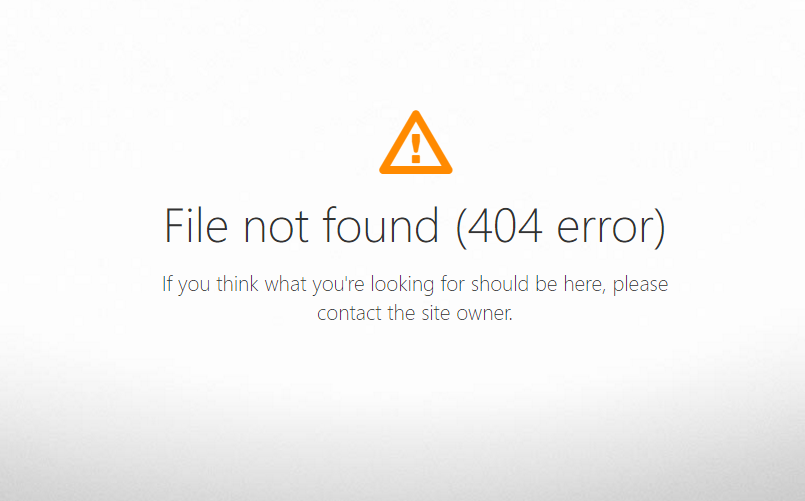 File not found (404 error)
If you think what you're looking for should be here, please
contact the site owner.